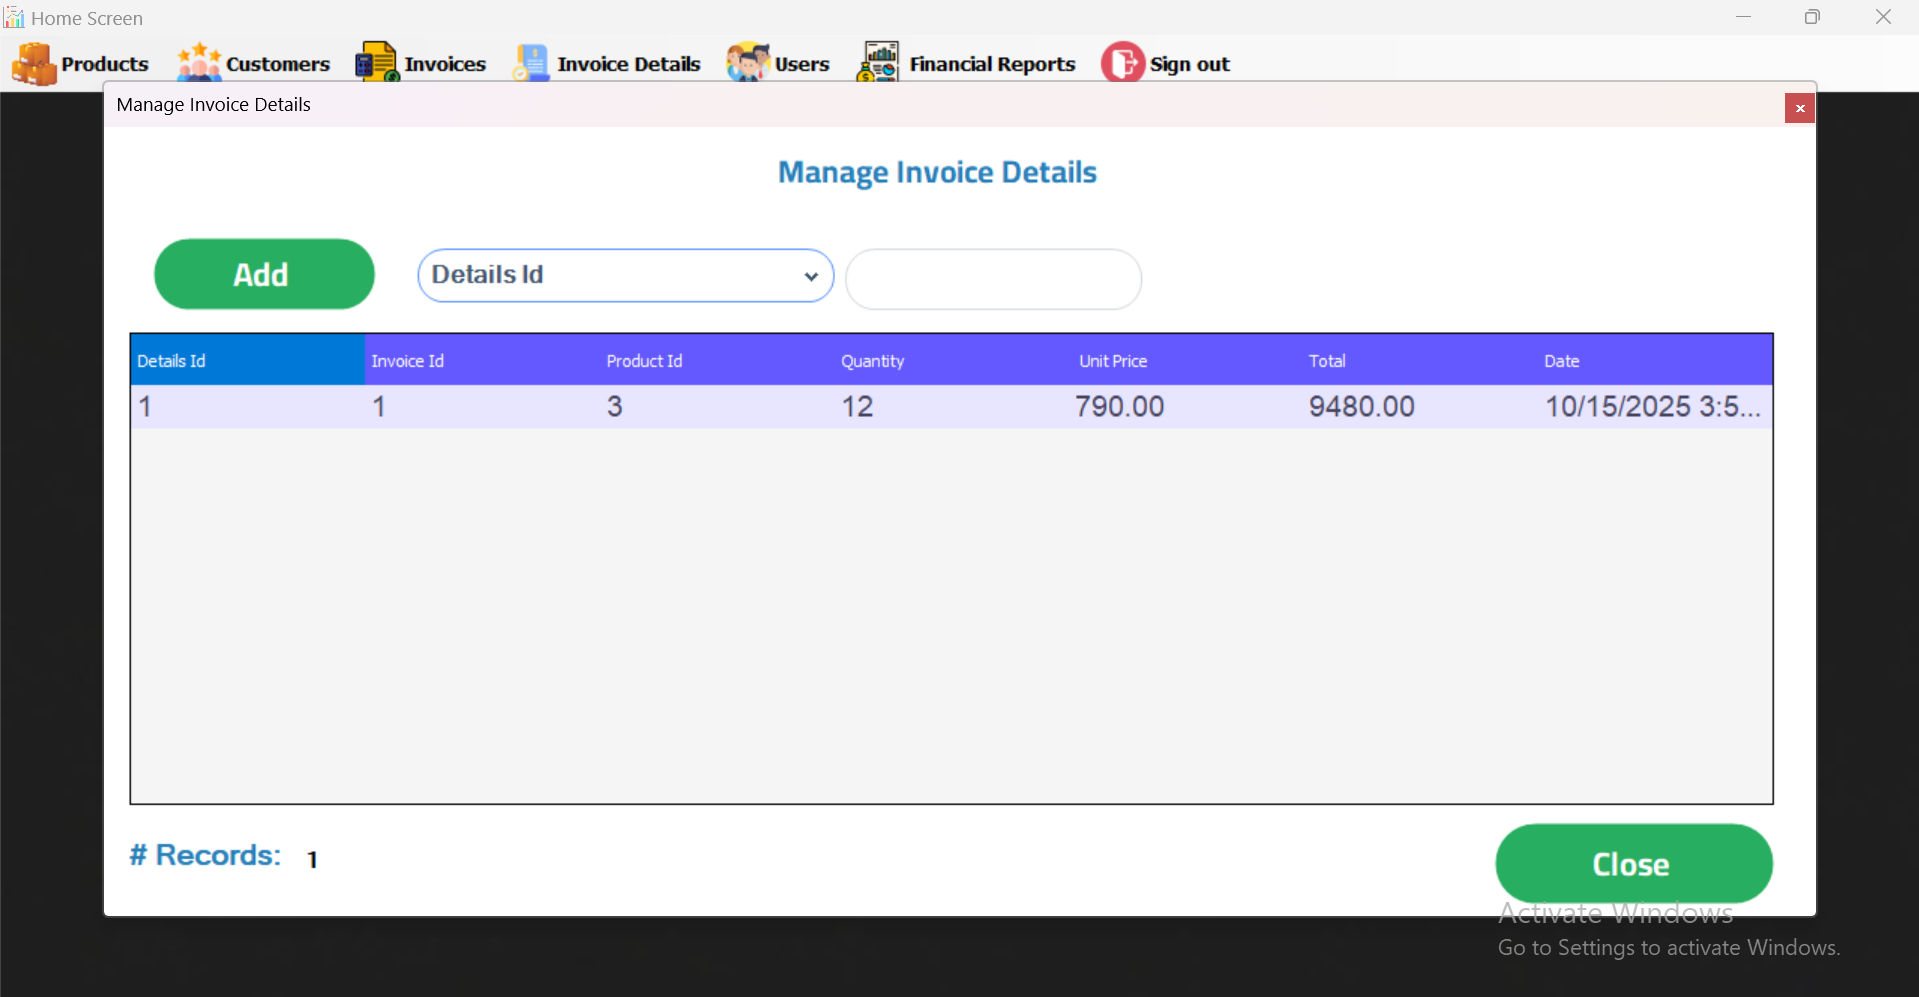 Home Screen
Products Customers Invoices Invoice Details Users Financial Reports Sign out
Manage Invoice Details
Manage Invoice Details
Add Details Id
Details Id Invoice Id Product Id Quantity Unit Price Total Date
1 1 3 12 790.00 9480.00 10/15/2025 3:5...
# Records: 1
Close
Activate Windows
Go to Settings to activate Windows.